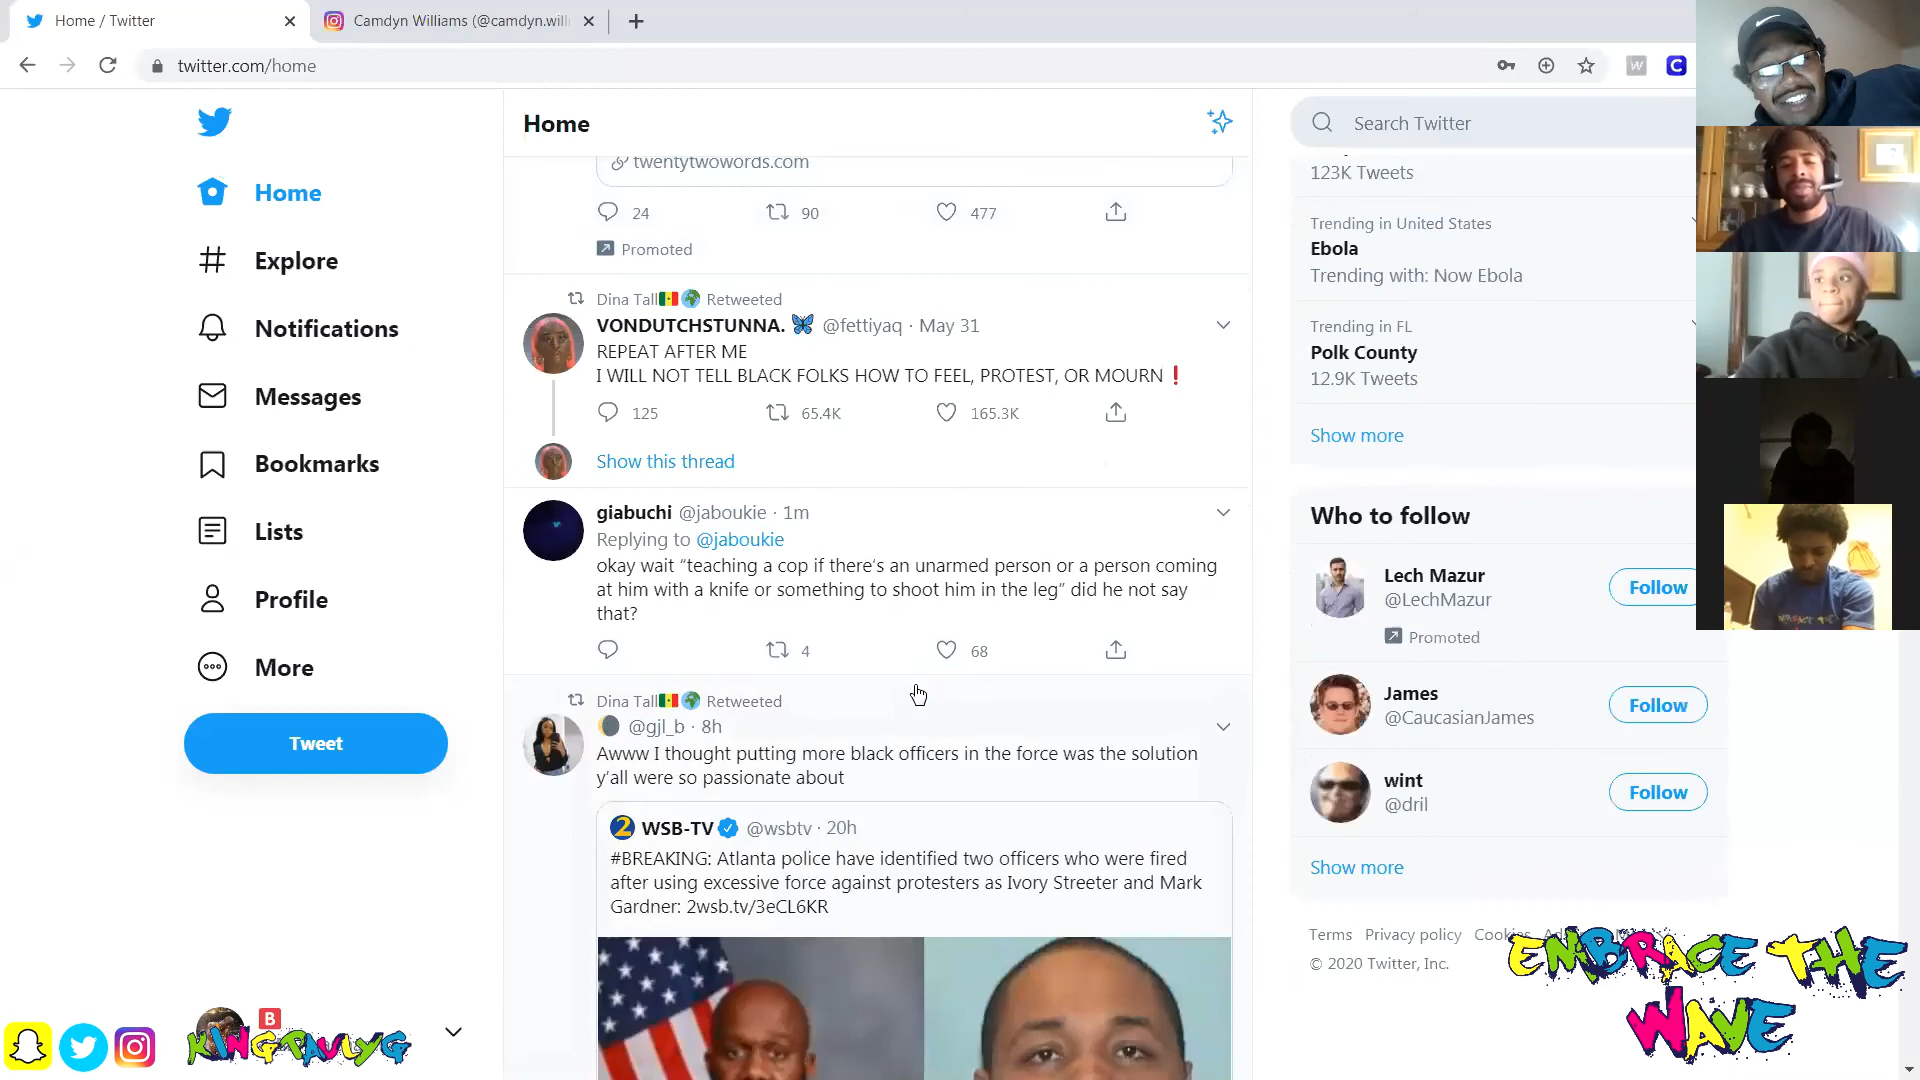 Home / Twitter
Camdyn Williams (@camdyn.will
twitter.com/home
Home
Explore
Notifications
Messages
Bookmarks
Lists
Profile
More
Tweet
KINGPAVLYG
B
Home
twentytwowords.com
24 90 477
Promoted
Dina Tall🇸🇳🌍 Retweeted
VONDUTCHSTUNNA. 🦋 @fettiyaq · May 31
REPEAT AFTER ME
I WILL NOT TELL BLACK FOLKS HOW TO FEEL, PROTEST, OR MOURN❗
125 65.4K 165.3K
Show this thread
giabuchi @jaboukie · 1m
Replying to @jaboukie
okay wait “teaching a cop if there’s an unarmed person or a person coming
at him with a knife or something to shoot him in the leg” did he not say
that?
4 68
Dina Tall🇸🇳🌍 Retweeted
🌘 @gjl_b · 8h
Awww I thought putting more black officers in the force was the solution
y’all were so passionate about
2 WSB-TV @wsbtv · 20h
#BREAKING: Atlanta police have identified two officers who were fired
after using excessive force against protesters as Ivory Streeter and Mark
Gardner: 2wsb.tv/3eCL6KR
Search Twitter
123K Tweets
Trending in United States
Ebola
Trending with: Now Ebola
Trending in FL
Polk County
12.9K Tweets
Show more
Who to follow
Lech Mazur
@LechMazur
Follow
Promoted
James
@CaucasianJames
Follow
wint
@dril
Follow
Show more
Terms Privacy policy Cookies
© 2020 Twitter, Inc.
EMBRACE THE
WAVE